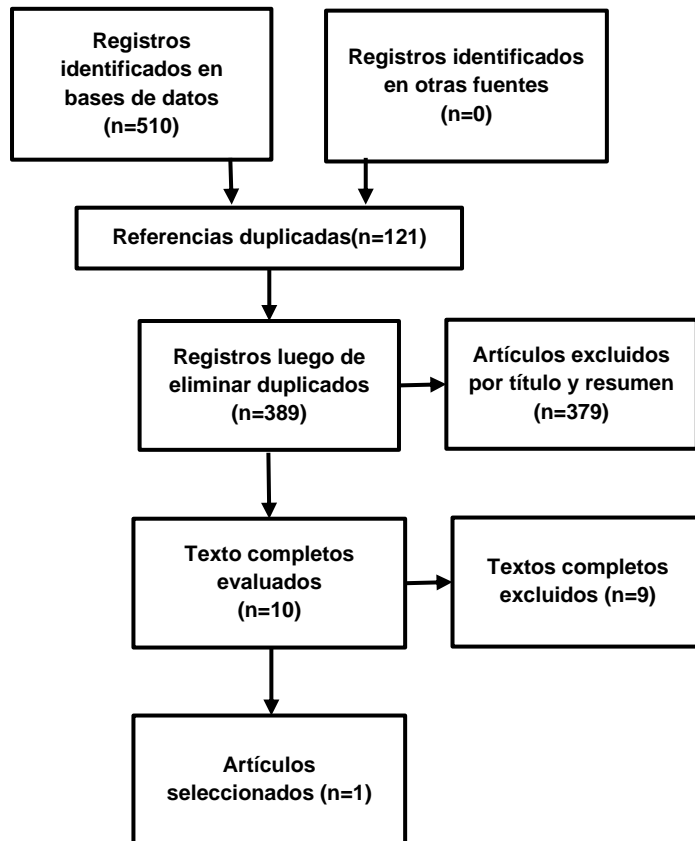 Registros
identificados en
bases de datos
(n=510)
Registros identificados
en otras fuentes
(n=0)
Referencias duplicadas(n=121)
Registros luego de
eliminar duplicados
(n=389)
Artículos excluidos
por título y resumen
(n=379)
Texto completos
evaluados
(n=10)
Textos completos
excluidos (n=9)
Artículos
seleccionados (n=1)